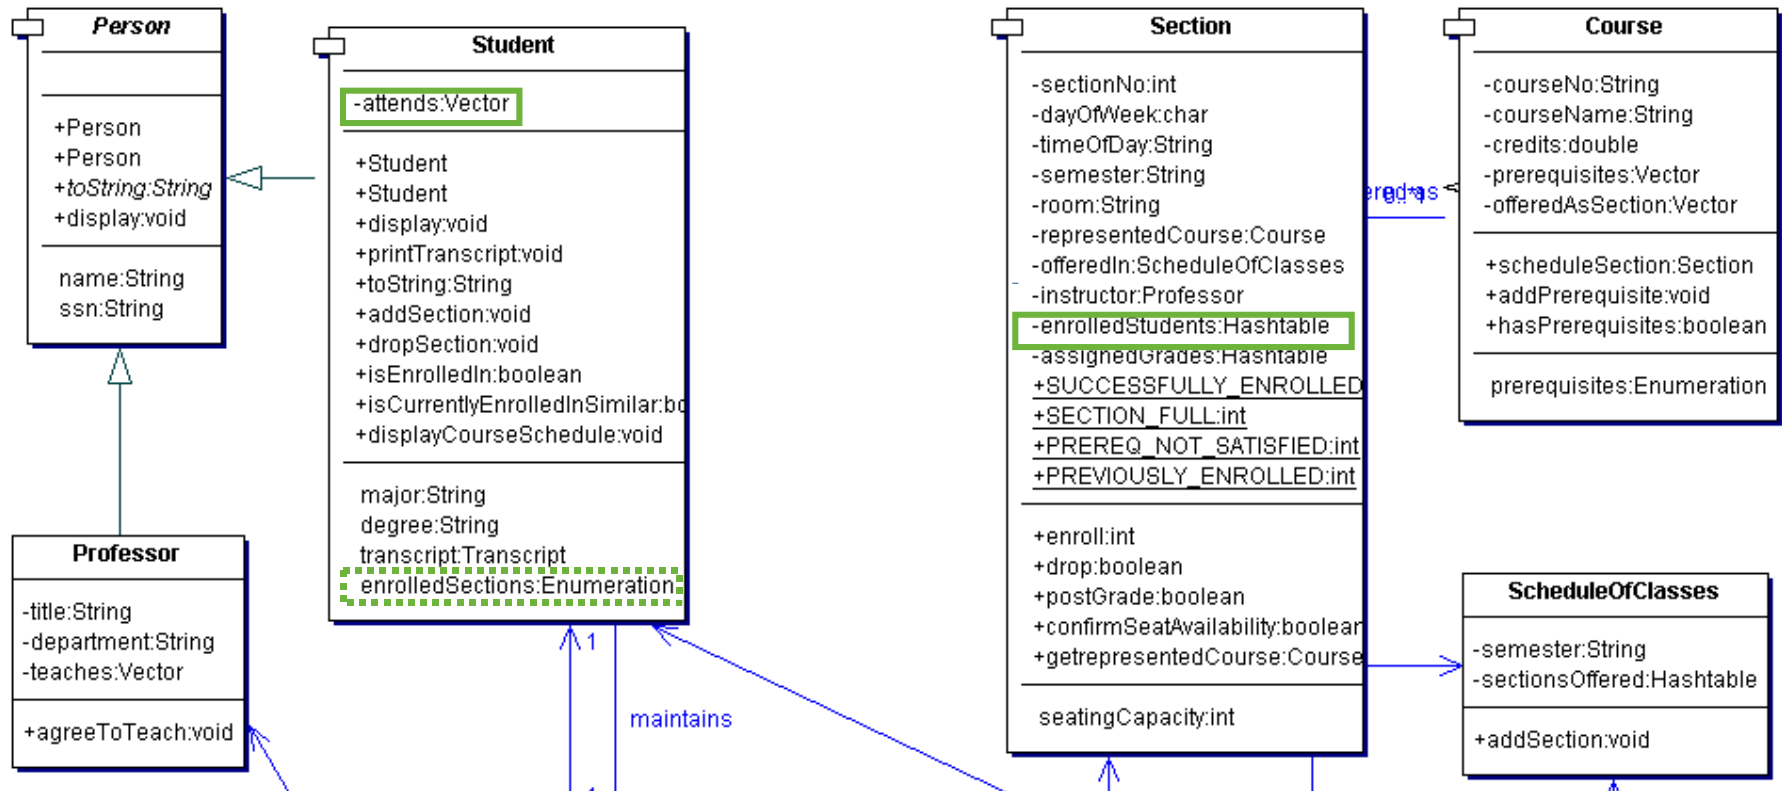 Person
+Person
+Person
+toString:String
+display:void
name:String
ssn:String
Student
-attends:Vector
+Student
+Student
+display:void
+printTranscript:void
+toString:String
+addSection:void
+dropSection:void
+isEnrolledIn:boolean
+isCurrentlyEnrolledInSimilar:bo
+displayCourseSchedule:void
major:String
degree:String
transcript:Transcript
enrolledSections:Enumeration
Section
-sectionNo:int
-dayOfWeek:char
-timeOfDay:String
-semester:String
-room:String
-representedCourse:Course
-offeredIn:ScheduleOfClasses
-instructor:Professor
-enrolledStudents:Hashtable
-assignedGrades:Hashtable
+SUCCESSFULLY_ENROLLED
+SECTION_FULL:int
+PREREQ_NOT_SATISFIED:int
+PREVIOUSLY_ENROLLED:int
+enroll:int
+drop:boolean
+postGrade:boolean
+confirmSeatAvailability:boolean
+getrepresentedCourse:Course
seatingCapacity:int
Course
-courseNo:String
-courseName:String
-credits:double
-prerequisites:Vector
-offeredAsSection:Vector
+scheduleSection:Section
+addPrerequisite:void
+hasPrerequisites:boolean
prerequisites:Enumeration
Professor
-title:String
-department:String
-teaches:Vector
+agreeToTeach:void
1
maintains
ScheduleOfClasses
-semester:String
-sectionsOffered:Hashtable
+addSection:void